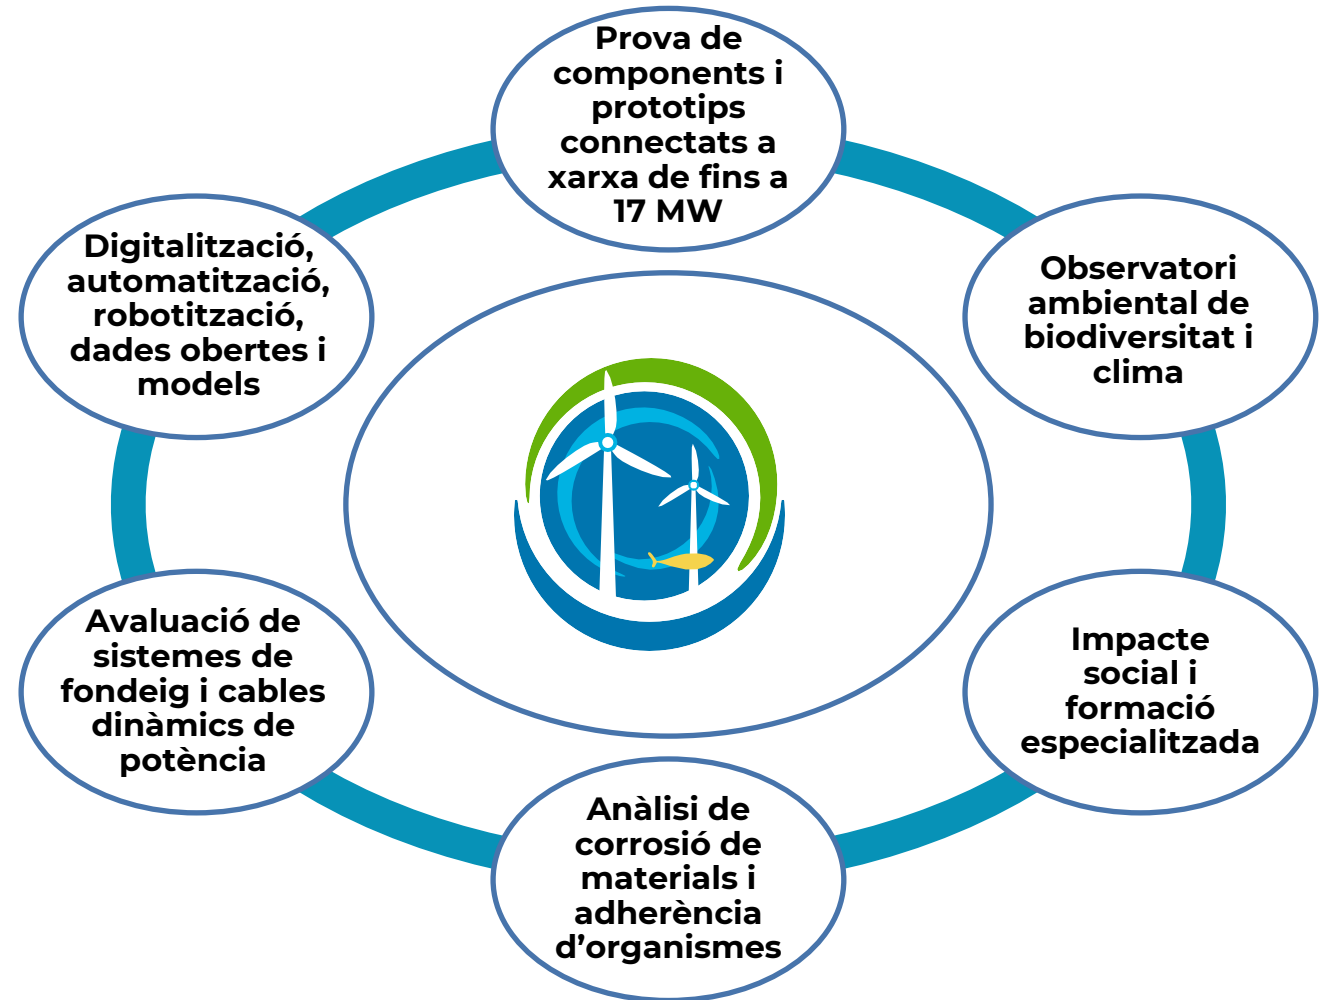 Prova de
components i
prototips
connectats a
xarxa de fins a
17 MW
Observatori
ambiental de
biodiversitat i
clima
Impacte
social i
formació
especialitzada
Anàlisi de
corrosió de
materials i
adherència
d’organismes
Avaluació de
sistemes de
fondeig i cables
dinàmics de
potència
Digitalització,
automatització,
robotització,
dades obertes i
models